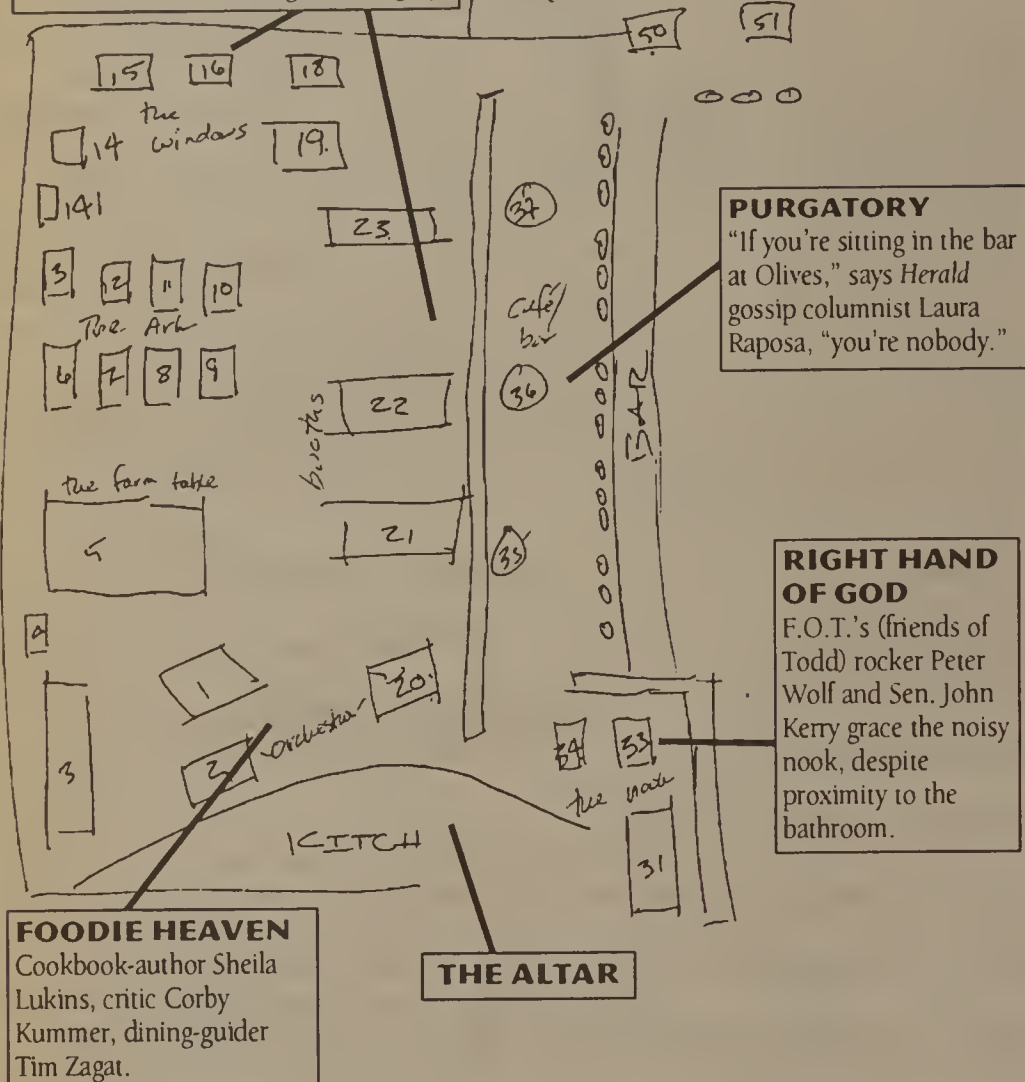 50
51
15
16
18
the
windows
14
19.
141
37
23.
PURGATORY
"If you're sitting in the bar
at Olives," says Herald
gossip columnist Laura
Raposa, "you're nobody."
3
12
11
10
The Ark
café/
bar
6
7
8
9
36
22
BAR
booths
the farm table
5
21
35
RIGHT HAND
OF GOD
F.O.T.'s (friends of
Todd) rocker Peter
Wolf and Sen. John
Kerry grace the noisy
nook, despite
proximity to the
bathroom.
4
1
20.
orchestra
2
3
34
33
the nook
31
KITCH
FOODIE HEAVEN
Cookbook-author Sheila
Lukins, critic Corby
Kummer, dining-guider
Tim Zagat.
THE ALTAR